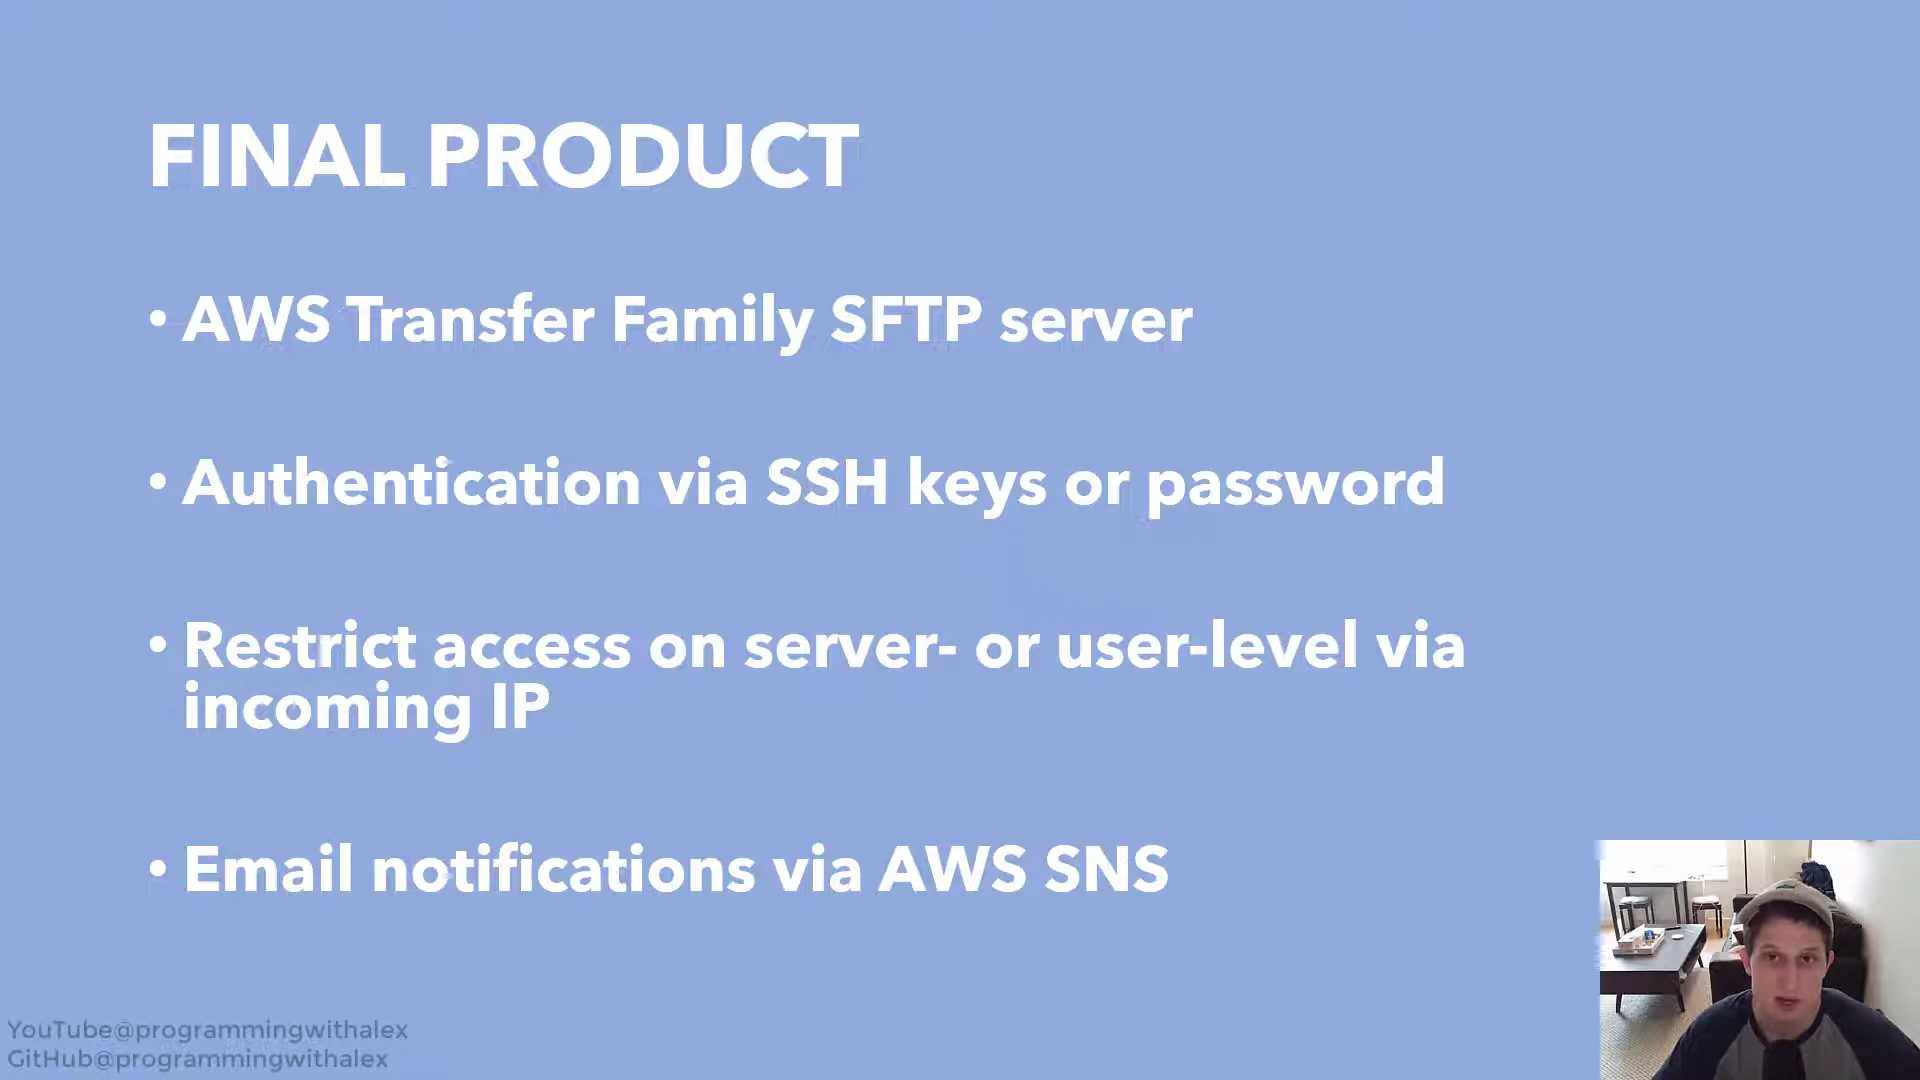 FINAL PRODUCT
• AWS Transfer Family SFTP server
• Authentication via SSH keys or password
• Restrict access on server- or user-level via
incoming IP
• Email notifications via AWS SNS
YouTube@programmingwithalex
GitHub@programmingwithalex